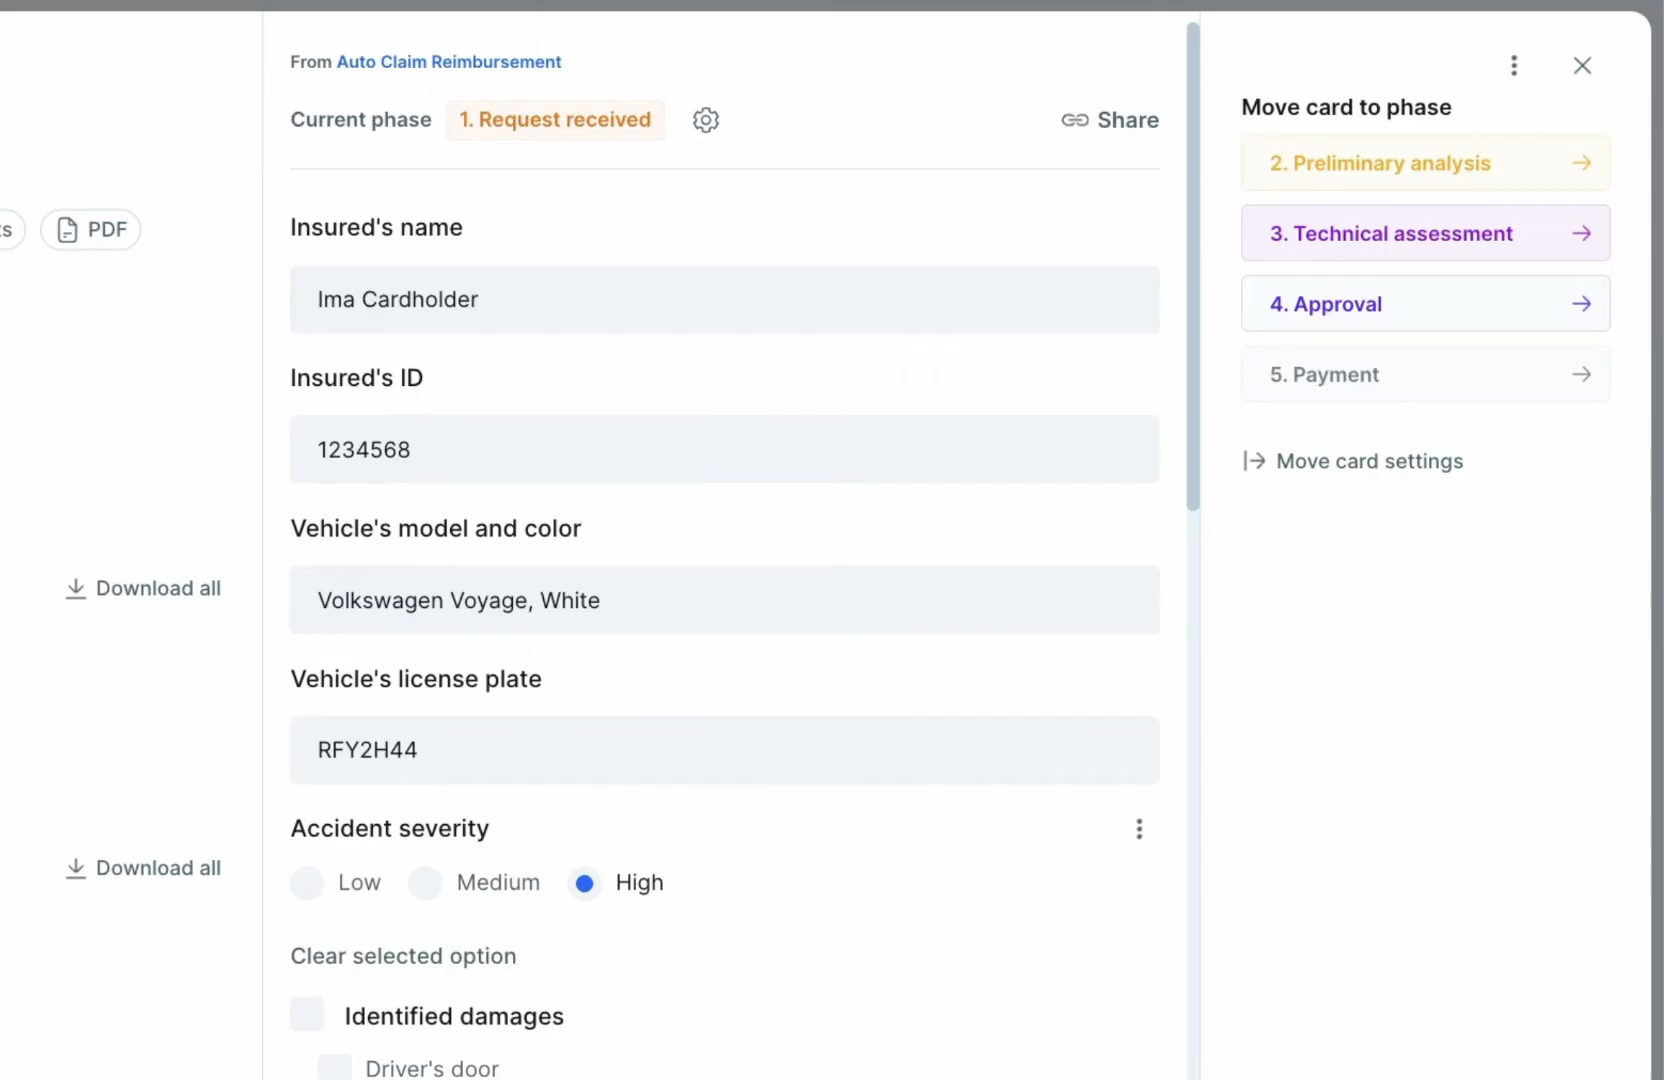 From Auto Claim Reimbursement
Current phase 1. Request received
Share
PDF
Download all
Download all
Insured's name
Ima Cardholder
Insured's ID
1234568
Vehicle's model and color
Volkswagen Voyage, White
Vehicle's license plate
RFY2H44
Accident severity
Low Medium High
Clear selected option
Identified damages
Driver's door
Move card to phase
2. Preliminary analysis
3. Technical assessment
4. Approval
5. Payment
Move card settings